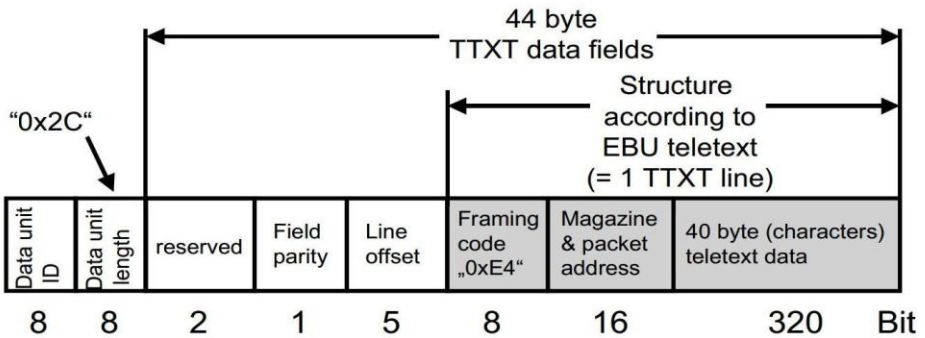 44 byte
TTXT data fields
Structure
according to
EBU teletext
(= 1 TTXT line)
“0x2C“
Data unit
ID
Data unit
length
reserved
Field
parity
Line
offset
Framing
code
„0xE4“
Magazine
& packet
address
40 byte (characters)
teletext data
8 8 2 1 5 8 16 320 Bit